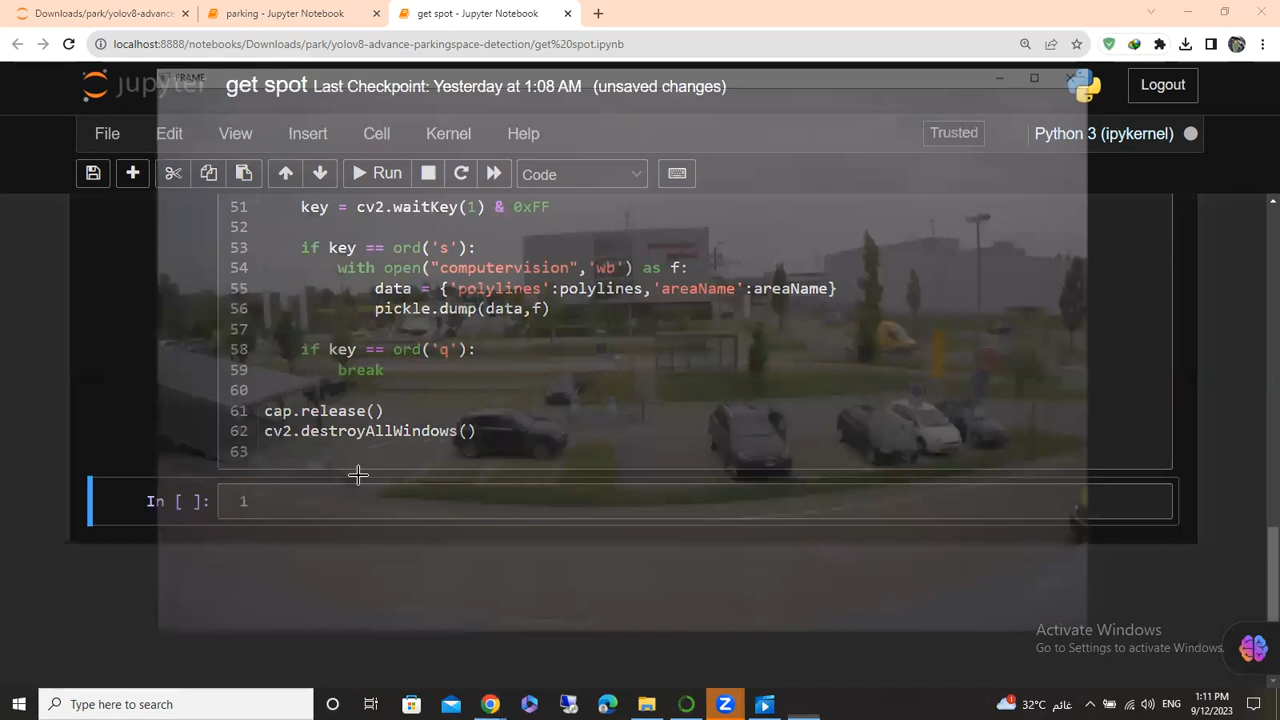 Downloads/park/yolov8-advance
parking - Jupyter Notebook
get spot - Jupyter Notebook
localhost:8888/notebooks/Downloads/park/yolov8-advance-parkingspace-detection/get%20spot.ipynb
FRAME
jupyter get spot Last Checkpoint: Yesterday at 1:08 AM (unsaved changes)
Logout
File Edit View Insert Cell Kernel Help
Trusted
Python 3 (ipykernel)
Run
Code
51 key = cv2.waitKey(1) & 0xFF
52
53 if key == ord('s'):
54 with open("computervision",'wb') as f:
55 data = {'polylines':polylines,'areaName':areaName}
56 pickle.dump(data,f)
57
58 if key == ord('q'):
59 break
60
61 cap.release()
62 cv2.destroyAllWindows()
63
In [ ]: 1
Activate Windows
Go to Settings to activate Windows.
Type here to search
1
32°C غائم
ENG
1:11 PM
9/12/2023